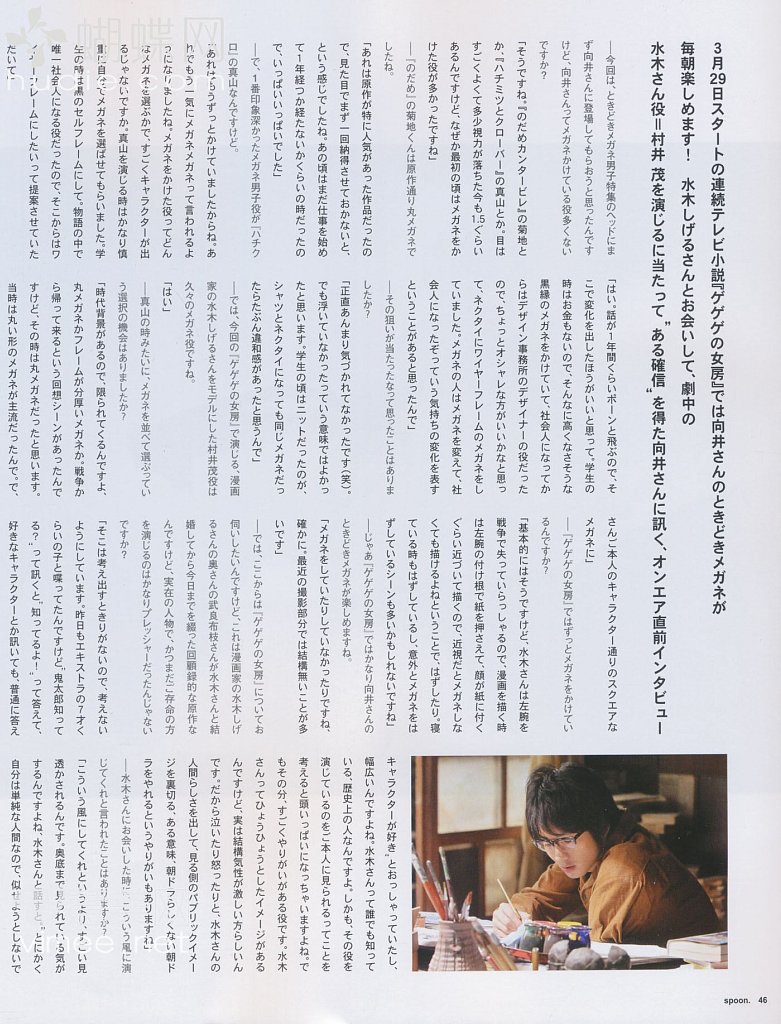 3月29日スタートの連続テレビ小説『ゲゲゲの女房』では向井さんのときどきメガネが
毎朝楽しめます！　水木しげるさんとお会いして、劇中の
水木さん役＝村井 茂を演じるに当たって“ある確信”を得た向井さんに訊く、オンエア直前インタビュー
――今回は、ときどきメガネ男子特集のヘッドにま
ず向井さんに登場してもらおうと思ったんです
けど、向井さんってメガネかけている役多くない
ですか？
「そうですね。『のだめカンタービレ』の菊地と
か、『ハチミツとクローバー』の真山とか。目は
すごくよくて多少視力が落ちた今も1.5ぐらい
あるんですけど、なぜか最初の頃はメガネをか
けた役が多かったですね」
――『のだめ』の菊地くんは原作通り丸メガネで
したね。
「あれは原作が特に人気があった作品だったの
で、見た目でまず一回納得させておかないと、
という感じでしたね。あの頃はまだ仕事を始め
て1年経つか経たないかくらいの時だったの
で、いっぱいいっぱいでした」
――で、1番印象深かったメガネ男子役が『ハチク
ロ』の真山なんですけど。
「あれはもうずっとかけていましたからね。あ
れでもう一気にメガネメガネって言われるよ
うになりましたね。メガネをかけた役ってどん
なメガネを選ぶかで、すごくキャラクターが出
るじゃないですか。真山を演じる時はかなり慎
重に自分でメガネを選ばせてもらいました。学
生の時は黒のセルフレームにして。物語の中で
唯一社会人になる役だったので、そこからはワ
イヤーフレームにしたいって提案させていた
だいて」
「はい。話が1年間くらいポーンと飛ぶので、そ
こで変化を出したほうがいいと思って。学生の
時はお金もないので、そんなに高くなさそうな
黒縁のメガネをかけていて、社会人になってか
らはデザイン事務所のデザイナーの役だった
ので、ちょっとオシャレな方がいいかなと思っ
て、ネクタイにワイヤーフレームのメガネをし
ていました。メガネの人はメガネを変えて、社
会人になったぞっていう気持ちの変化を表す
ということがあると思ったんで」
――その狙いが当たったなって思ったことはありま
したか？
「正直あんまり気づかれてなかったです（笑）。
でも浮いていなかったっていう意味ではよかっ
たと思います。学生の頃はニットだったのが、
シャツとネクタイになっても同じメガネだっ
たらたぶん違和感があったと思うんで」
――では、今回の『ゲゲゲの女房』で演じる、漫画
家の水木しげるさんをモデルにした村井茂役は
久々のメガネ役ですね。
「はい」
――真山の時みたいに、メガネを並べて選ぶってい
う選択の機会はありましたか？
「時代背景があるので、限られてくるんですよ、
丸メガネかフレームが分厚いメガネか。戦争か
ら帰って来るという回想シーンがあったんで
すけど、その時は丸メガネだったと思います。
当時は丸い形のメガネが主流だったんで。で、
さんご本人のキャラクター通りのスクエアな
メガネに」
――『ゲゲゲの女房』ではずっとメガネをかけてい
るんですか？
「基本的にはそうですけど、水木さんは左腕を
戦争で失っていらっしゃるので、漫画を描く時
は左腕の付け根で紙を押さえて、顔が紙に付く
ぐらい近づいて描くので、近視だとメガネしな
くても描けるよねということで、はずしたり。寝
ている時もはずしているし、意外とメガネをは
ずしているシーンも多いかもしれないですね」
――じゃあ『ゲゲゲの女房』ではかなり向井さんの
ときどきメガネが楽しめますね。
「メガネをしていたりしていなかったりですね、
確かに。最近の撮影部分では結構無いことが多
いです」
――では、ここからは『ゲゲゲの女房』についてお
伺いしたいんですけど、これは漫画家の水木しげ
るさんの奥さんの武良布枝さんが水木さんと結
婚してから今日までを綴った回顧録的な原作な
んですけど、実在の人物で、かつまだご存命の方
を演じるのはかなりプレッシャーだったんじゃない
ですか？
「そこは考え出すときりがないので、考えない
ようにしています。昨日もエキストラの7才く
らいの子と喋ってたんですけど“鬼太郎知って
る？”って訊くと、“知ってるよ！”って答えて、
好きなキャラクターとか訊いても、普通に答え
キャラクターが好き”とおっしゃっていたし、
幅広いんですよね。水木さんって誰でも知って
いる、歴史上の人なんですよ。しかも、その役を
演じているのをご本人に見られるってことを
考えると頭いっぱいになっちゃいますよね。で
もその分、すごくやりがいがある役です。水木
さんってひょうひょうとしたイメージがある
んですけど、実は結構気性が激しい方らしいん
です。だから泣いたり怒ったりと、水木さんの
人間らしさを出して、見る側のパブリックイメー
ジを裏切る、ある意味、朝ドラらしくない朝ド
ラをやれるというやりがいもありますね」
――水木さんにお会いした時に、こういう風に演
じてくれと言われたことはありますか？
「こういう風にしてくれというより、すごい見
透かされるんです。奥底まで見られている気が
するんですよね、水木さんと話すと。とにかく
自分は単純な人間なので、似せようとしないで
spoon. 46
蝴蝶网